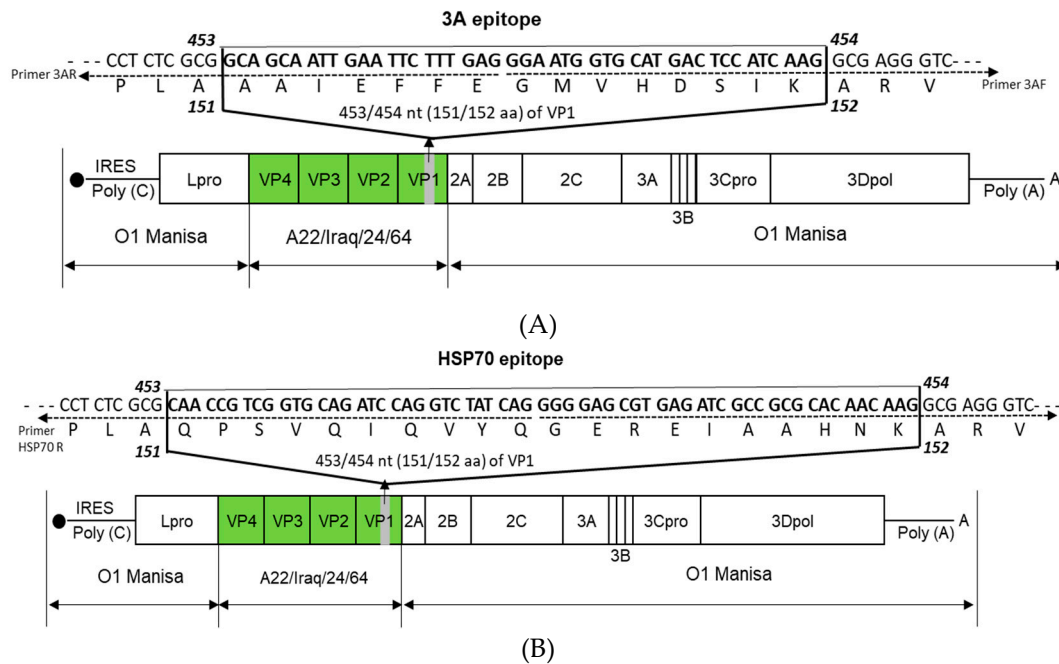 3A epitope
453 454
- - - CCT CTC GCG GCA GCA ATT GAA TTC TTT GAG GGA ATG GTG CAT GAC TCC ATC AAG GCG AGG GTC- - - -
Primer 3AR P L A A A I E F F E G M V H D S I K A R V Primer 3AF
151 453/454 nt (151/152 aa) of VP1 152
IRES
Poly (C) Lpro VP4 VP3 VP2 VP1 2A 2B 2C 3A 3Cpro 3Dpol Poly (A) A
3B
O1 Manisa A22/Iraq/24/64 O1 Manisa
(A)
HSP70 epitope
453 454
- - - CCT CTC GCG CAA CCG TCG GTG CAG ATC CAG GTC TAT CAG GGG GAG CGT GAG ATC GCC GCG CAC AAC AAG GCG AGG GTC- - - -
Primer HSP70 R P L A Q P S V Q I Q V Y Q G E R E I A A H N K A R V
151 453/454 nt (151/152 aa) of VP1 152
IRES
Poly (C) Lpro VP4 VP3 VP2 VP1 2A 2B 2C 3A 3Cpro 3Dpol Poly (A) A
3B
O1 Manisa A22/Iraq/24/64 O1 Manisa
(B)